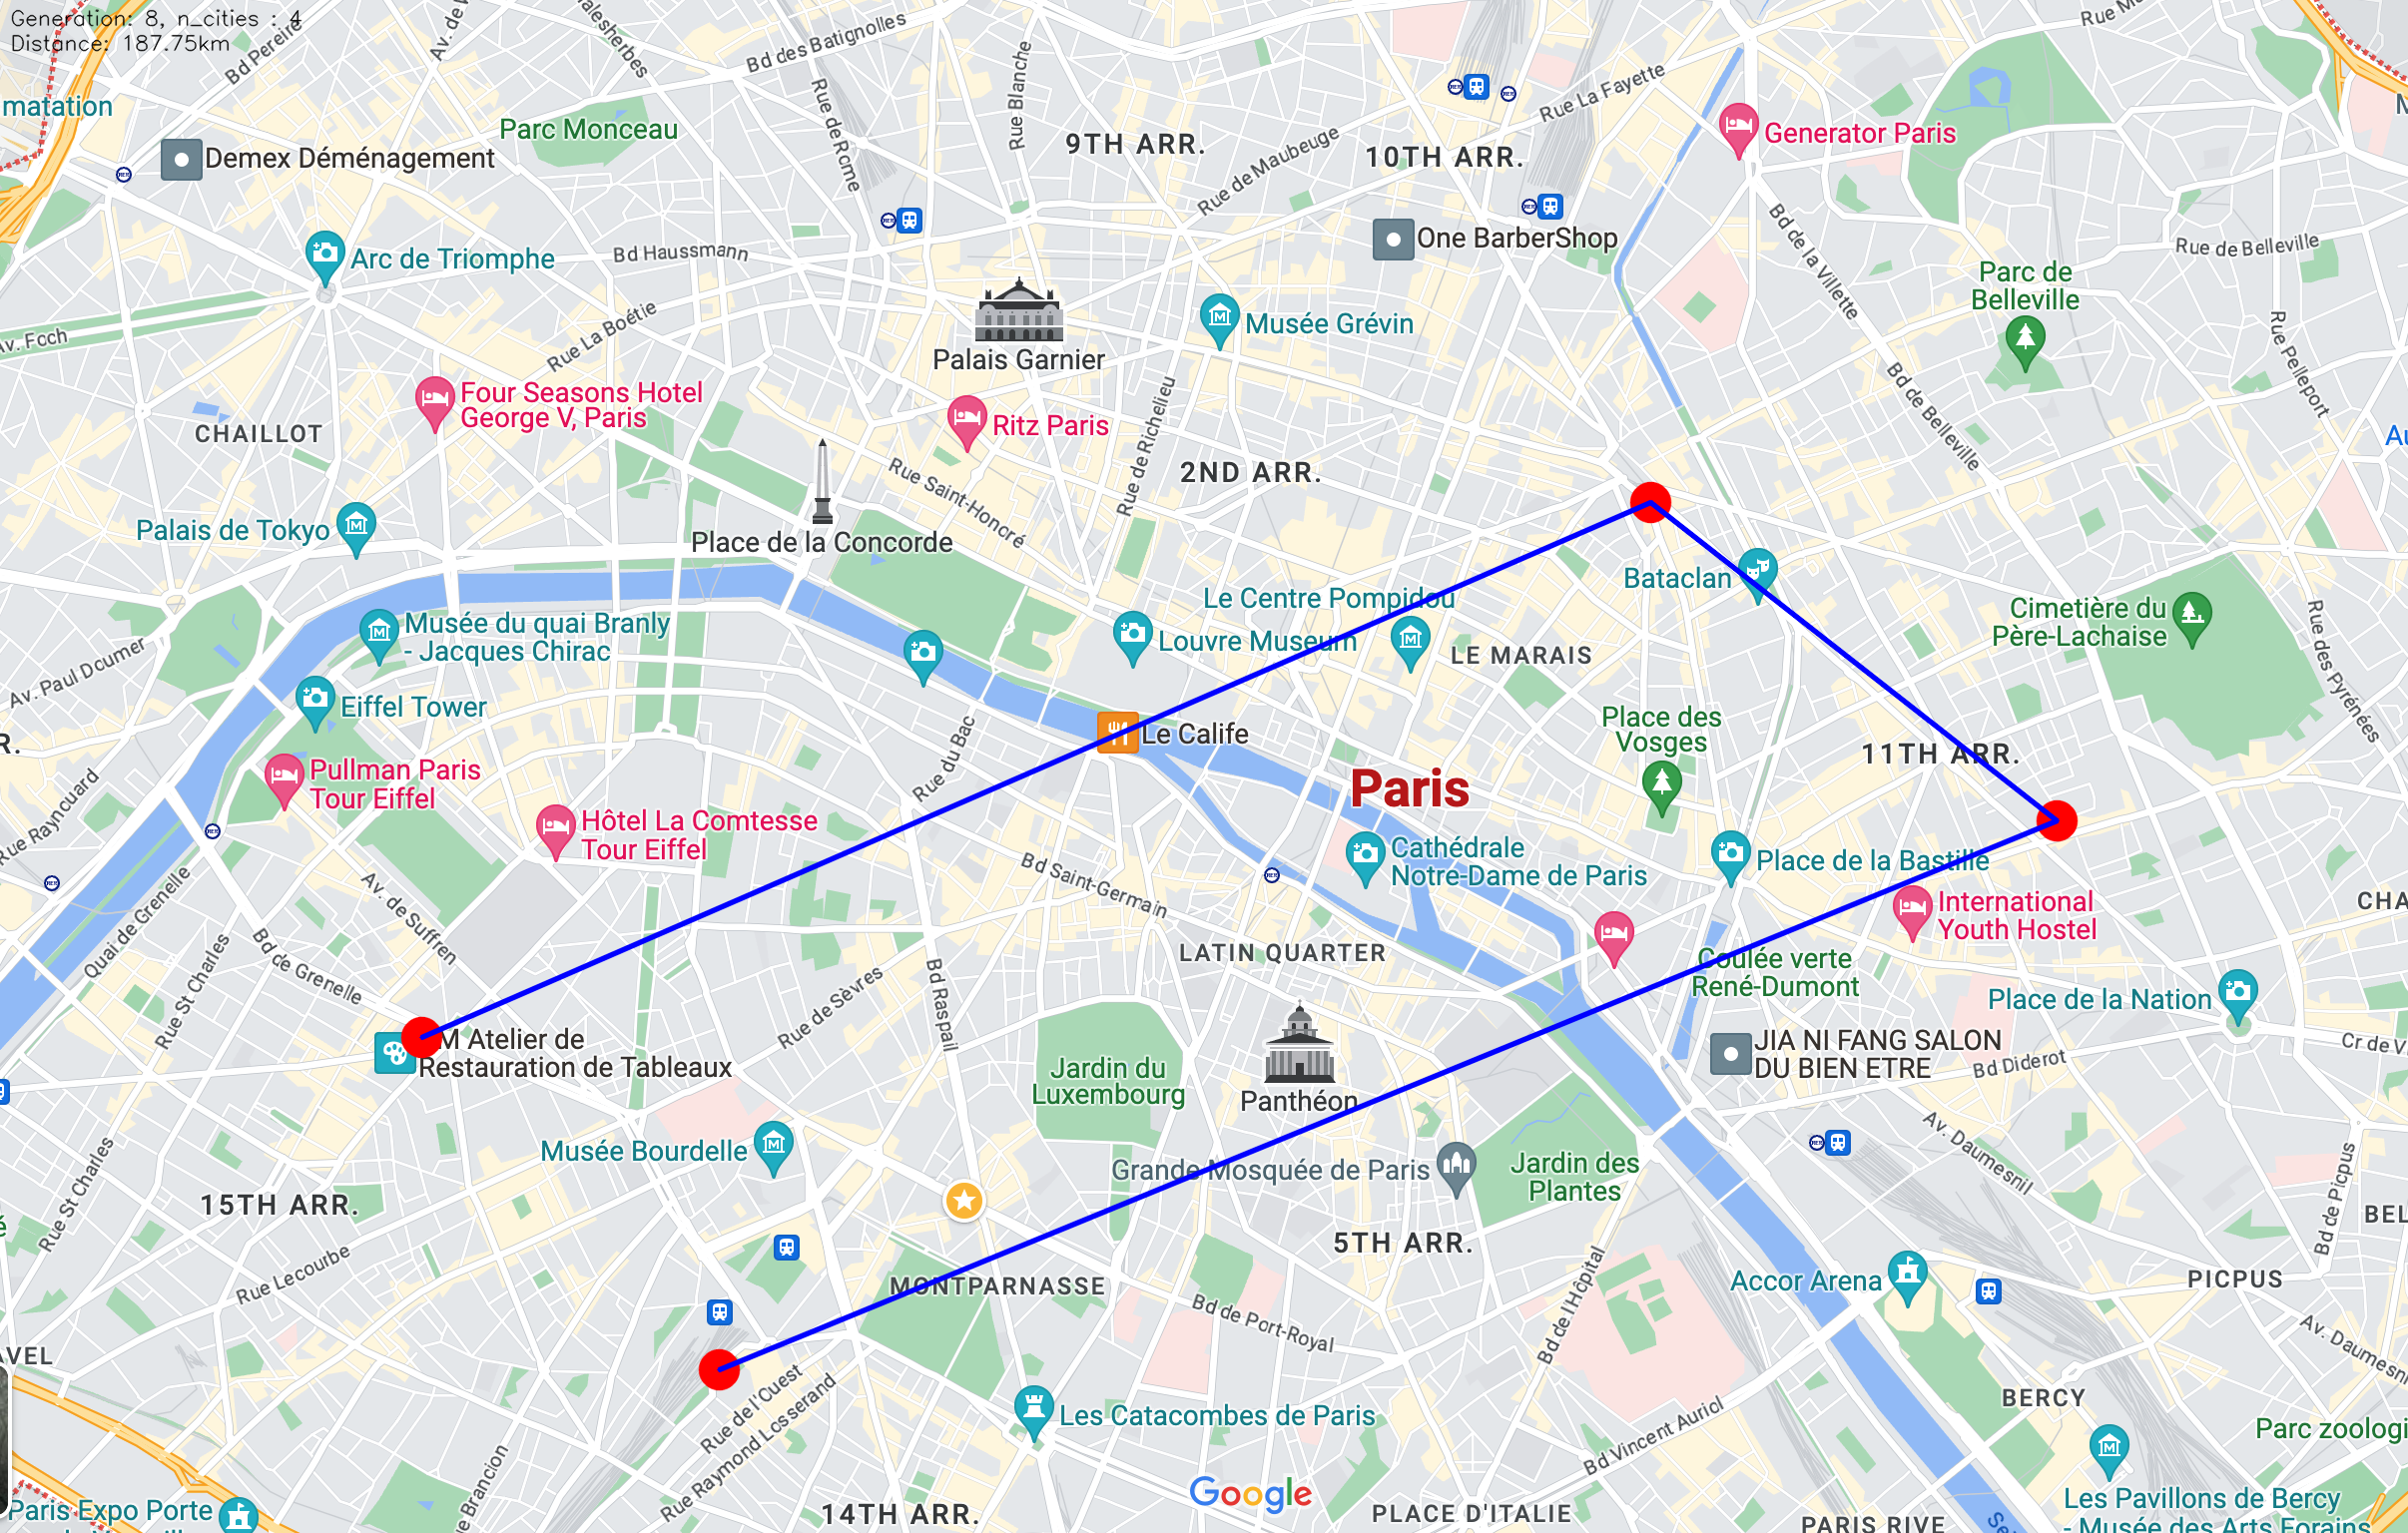 Generation: 8, n_cities : 4
Distance: 187.75km
Bd Pereire
Bd des Batignolles
Rue Blanche
Rue de Rome
Rue La Fayette
matation
Parc Monceau
9TH ARR.
10TH ARR.
Rue de Maubeuge
Generator Paris
Demex Déménagement
One BarberShop
Bd de la Villette
Rue de Belleville
Arc de Triomphe
Bd Haussmann
Parc de
Belleville
Av. Foch
Rue La Boétie
Palais Garnier
Musée Grévin
Rue Pelleport
Four Seasons Hotel
George V, Paris
CHAILLOT
Ritz Paris
Rue de Richelieu
2ND ARR.
Bd de Belleville
Palais de Tokyo
Place de la Concorde
Rue Saint-Honoré
Bataclan
Le Centre Pompidou
Louvre Museum
LE MARAIS
Cimetière du
Père-Lachaise
Rue des Pyrénées
Musée du quai Branly
- Jacques Chirac
Av. Paul Doumer
Eiffel Tower
Rue du Bac
Le Calife
Place des
Vosges
11TH ARR.
R.
Pullman Paris
Tour Eiffel
Paris
Rue Raynouard
Hôtel La Comtesse
Tour Eiffel
Cathédrale
Notre-Dame de Paris
Place de la Bastille
Bd Saint-Germain
International
Youth Hostel
CHA
Quai de Grenelle
Av. de Suffren
Bd de Grenelle
Rue St Charles
LATIN QUARTER
Coulée verte
René-Dumont
Place de la Nation
Rue de Sèvres
Bd Raspail
M Atelier de
Restauration de Tableaux
JIA NI FANG SALON
DU BIEN ETRE
Bd Diderot
Cr de V
Jardin du
Luxembourg
Panthéon
Musée Bourdelle
Grande Mosquée de Paris
Jardin des
Plantes
Av. Daumesnil
Bd de Picpus
Rue St Charles
15TH ARR.
BEL
5TH ARR.
Rue Lecourbe
MONTPARNASSE
Bd de Port-Royal
Bd de l'Hôpital
Accor Arena
PICPUS
AVEL
Av. Daumesn
Rue de l'Ouest
Rue Raymond Losserand
Les Catacombes de Paris
Bd Vincent Auriol
BERCY
Parc zoologi
Paris Expo Porte
e Brancion
14TH ARR.
Google
PLACE D'ITALIE
PARIS RIVE
Les Pavillons de Bercy
- Musée des Arts Forains